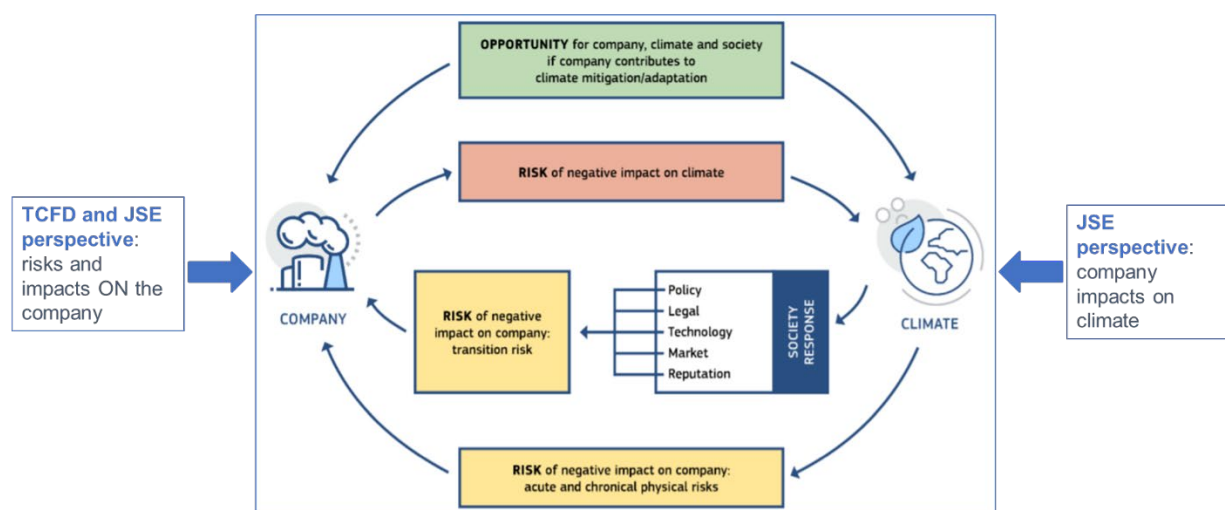 OPPORTUNITY for company, climate and society
if company contributes to
climate mitigation/adaptation
RISK of negative impact on climate
TCFD and JSE
perspective:
risks and
impacts ON the
company
COMPANY
RISK of negative
impact on company:
transition risk
Policy
Legal
Technology
Market
Reputation
SOCIETY
RESPONSE
CLIMATE
JSE
perspective:
company
impacts on
climate
RISK of negative impact on company:
acute and chronical physical risks